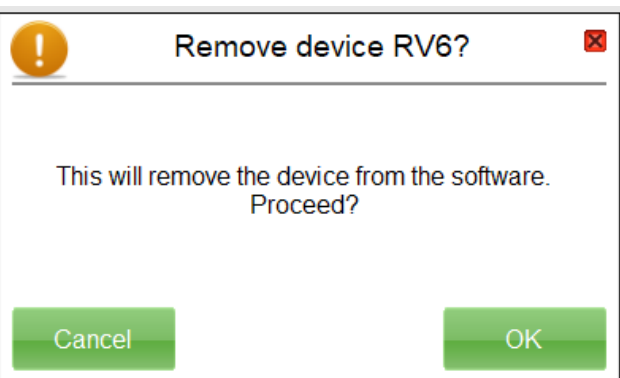 Remove device RV6?
This will remove the device from the software.
Proceed?
Cancel
OK